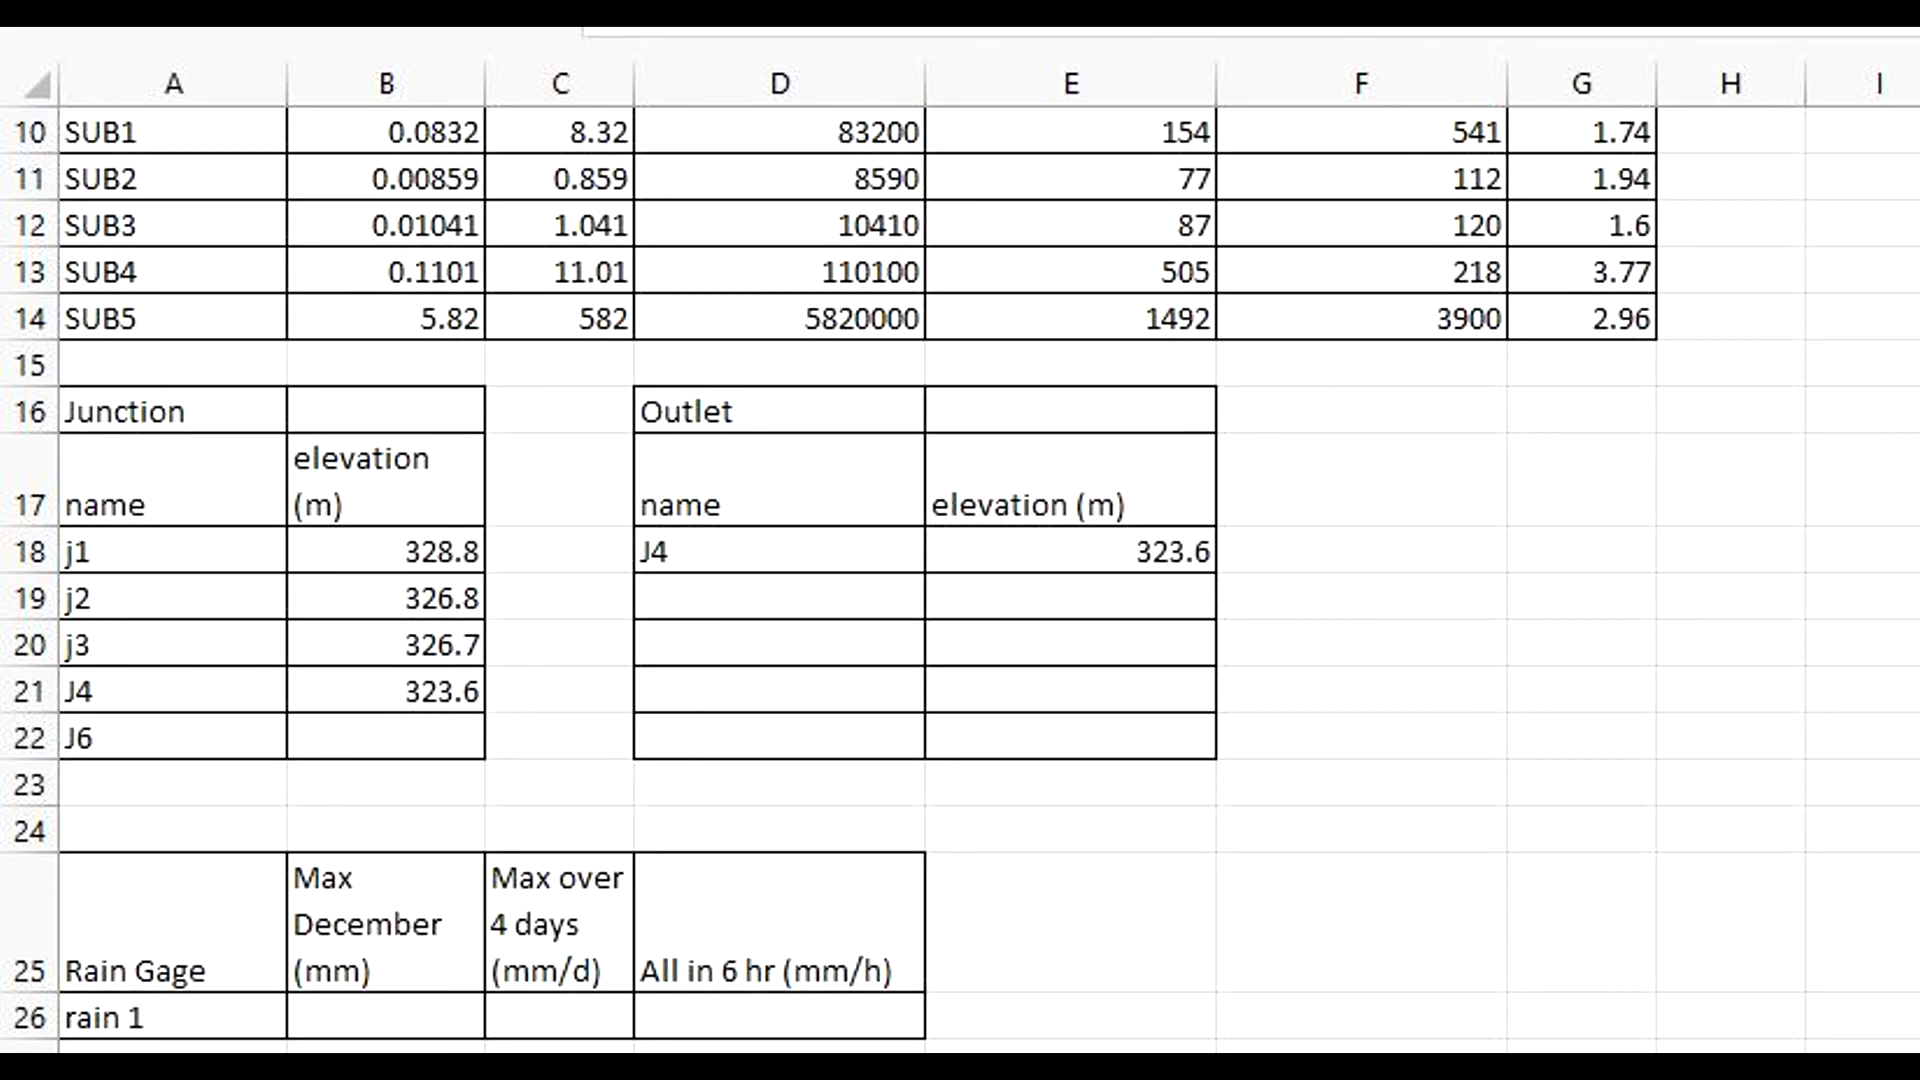 A B C D E F G H I
10 SUB1 0.0832 8.32 83200 154 541 1.74
11 SUB2 0.00859 0.859 8590 77 112 1.94
12 SUB3 0.01041 1.041 10410 87 120 1.6
13 SUB4 0.1101 11.01 110100 505 218 3.77
14 SUB5 5.82 582 5820000 1492 3900 2.96
15
16 Junction Outlet
elevation
17 name (m) name elevation (m)
18 j1 328.8 J4 323.6
19 j2 326.8
20 j3 326.7
21 J4 323.6
22 J6
23
24
Max Max over
December 4 days
25 Rain Gage (mm) (mm/d) All in 6 hr (mm/h)
26 rain 1